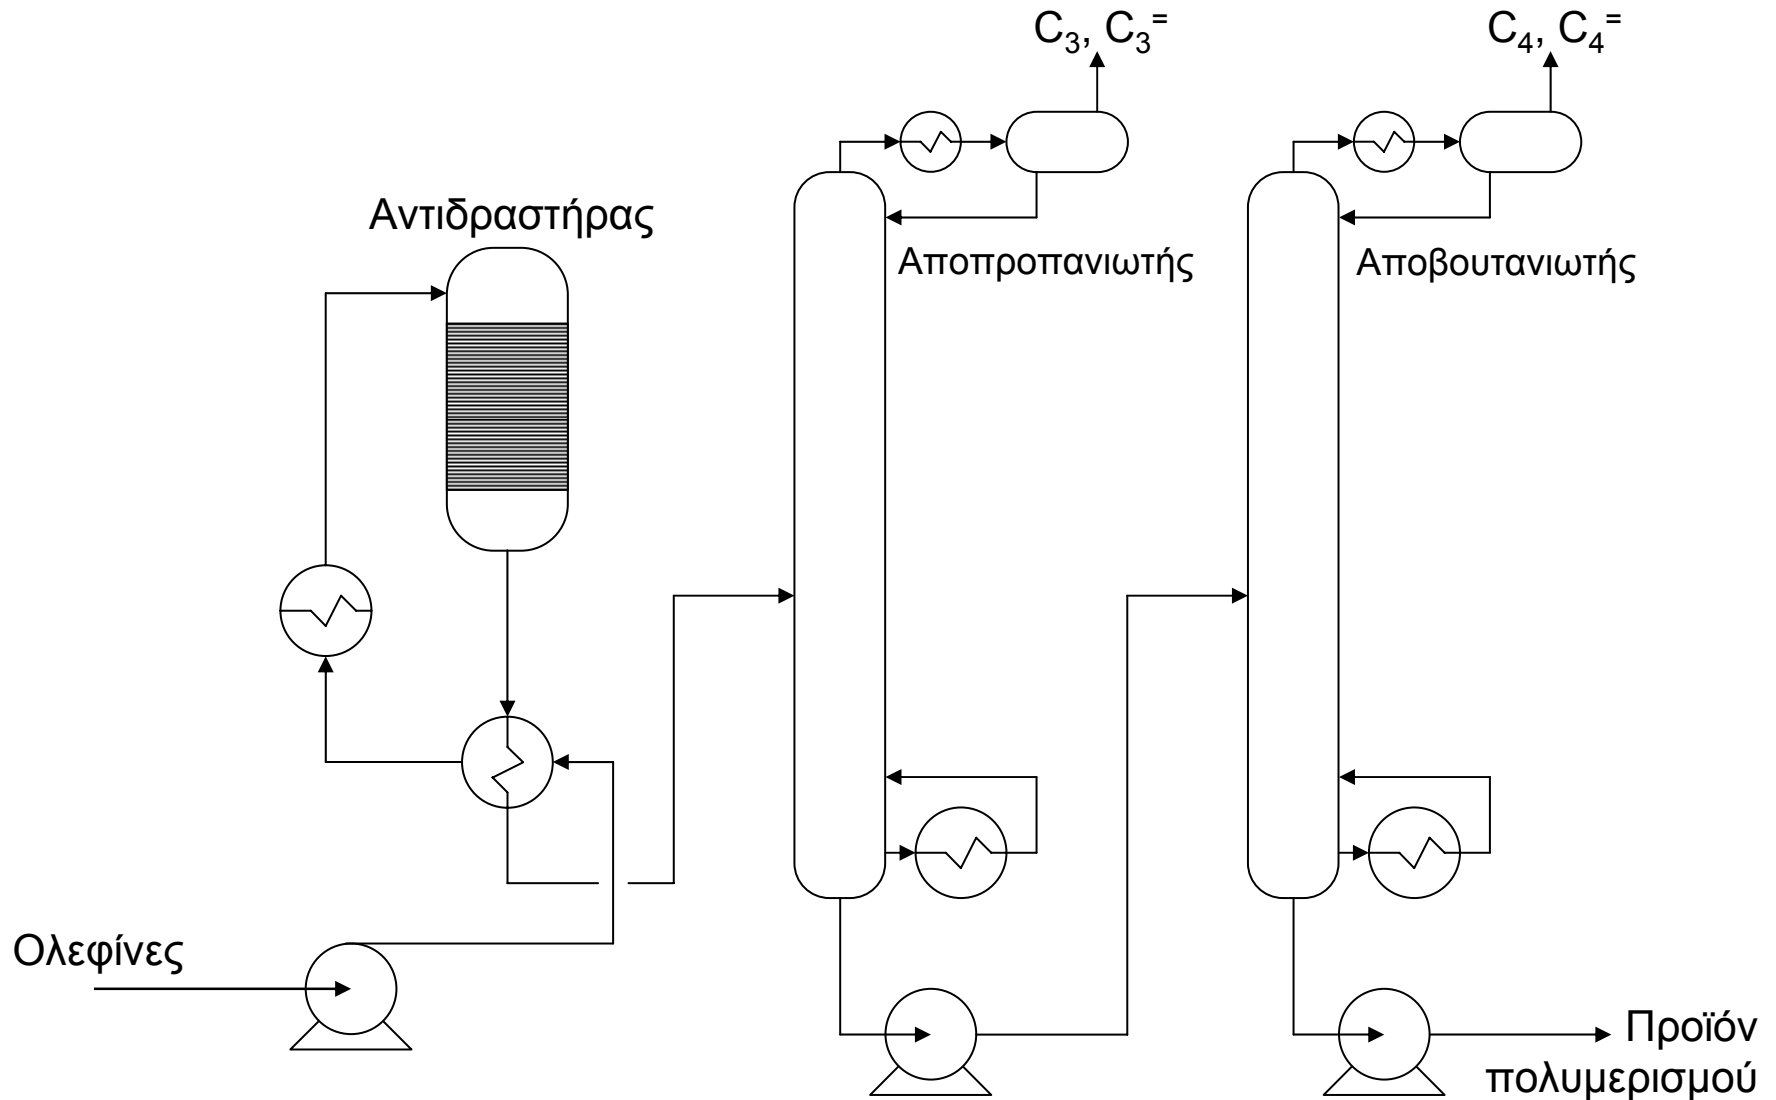 C₃, C₃⁼
C₄, C₄⁼
Αντιδραστήρας
Αποπροπανιωτής
Αποβουτανιωτής
Ολεφίνες
Προϊόν
πολυμερισμού